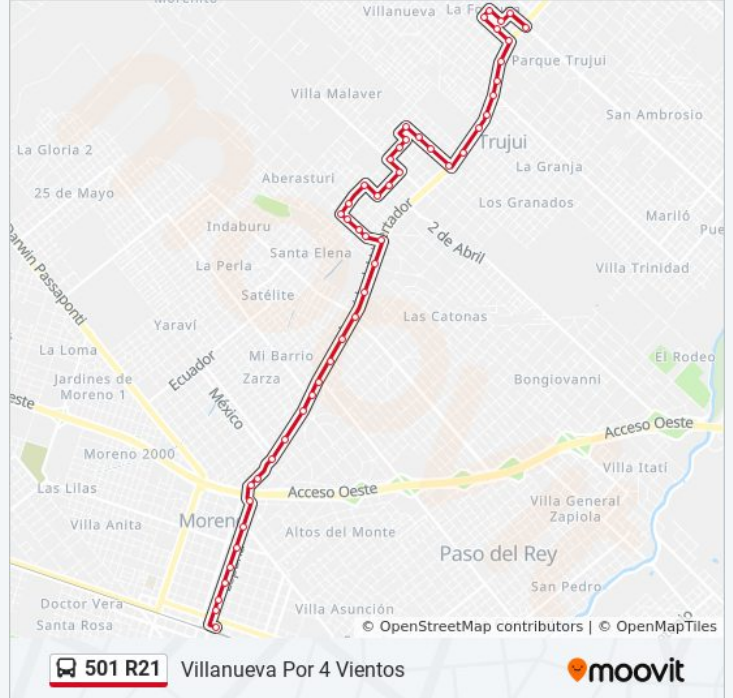 Villanueva
La F
Parque Trujui
Villa Malaver
San Ambrosio
Trujui
La Gloria 2
La Granja
Aberasturi
25 de Mayo
Los Granados
Mariló
Indaburu
2 de Abril
Santa Elena
La Perla
Villa Trinidad
Darwin Passaponti
Satélite
Las Catonas
Yaraví
La Loma
Mi Barrio
El Rodeo
Ecuador
Zarza
Jardines de
Moreno 1
Bongiovanni
México
Acceso Oeste
Moreno 2000
Villa Itatí
Las Lilas
Acceso Oeste
Villa General
Zapiola
Villa Anita
Moreno
Altos del Monte
Paso del Rey
San Pedro
Doctor Vera
Villa Asunción
Santa Rosa
© OpenStreetMap contributors | © OpenMapTiles
501 R21 Villanueva Por 4 Vientos
moovit